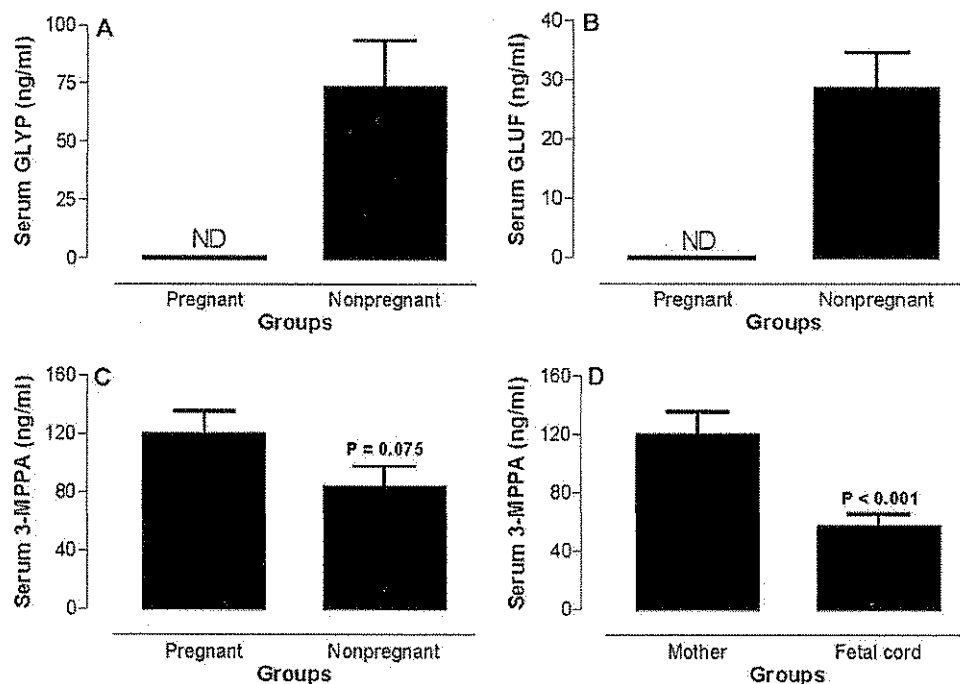 A
Serum GLYP (ng/ml)
100
75
50
25
0
ND
Pregnant Nonpregnant
Groups
B
Serum GLUF (ng/ml)
40
30
20
10
0
ND
Pregnant Nonpregnant
Groups
C
Serum 3-MPPA (ng/ml)
160
120
80
40
0
P = 0.075
Pregnant Nonpregnant
Groups
D
Serum 3-MPPA (ng/ml)
160
120
80
40
0
P < 0.001
Mother Fetal cord
Groups